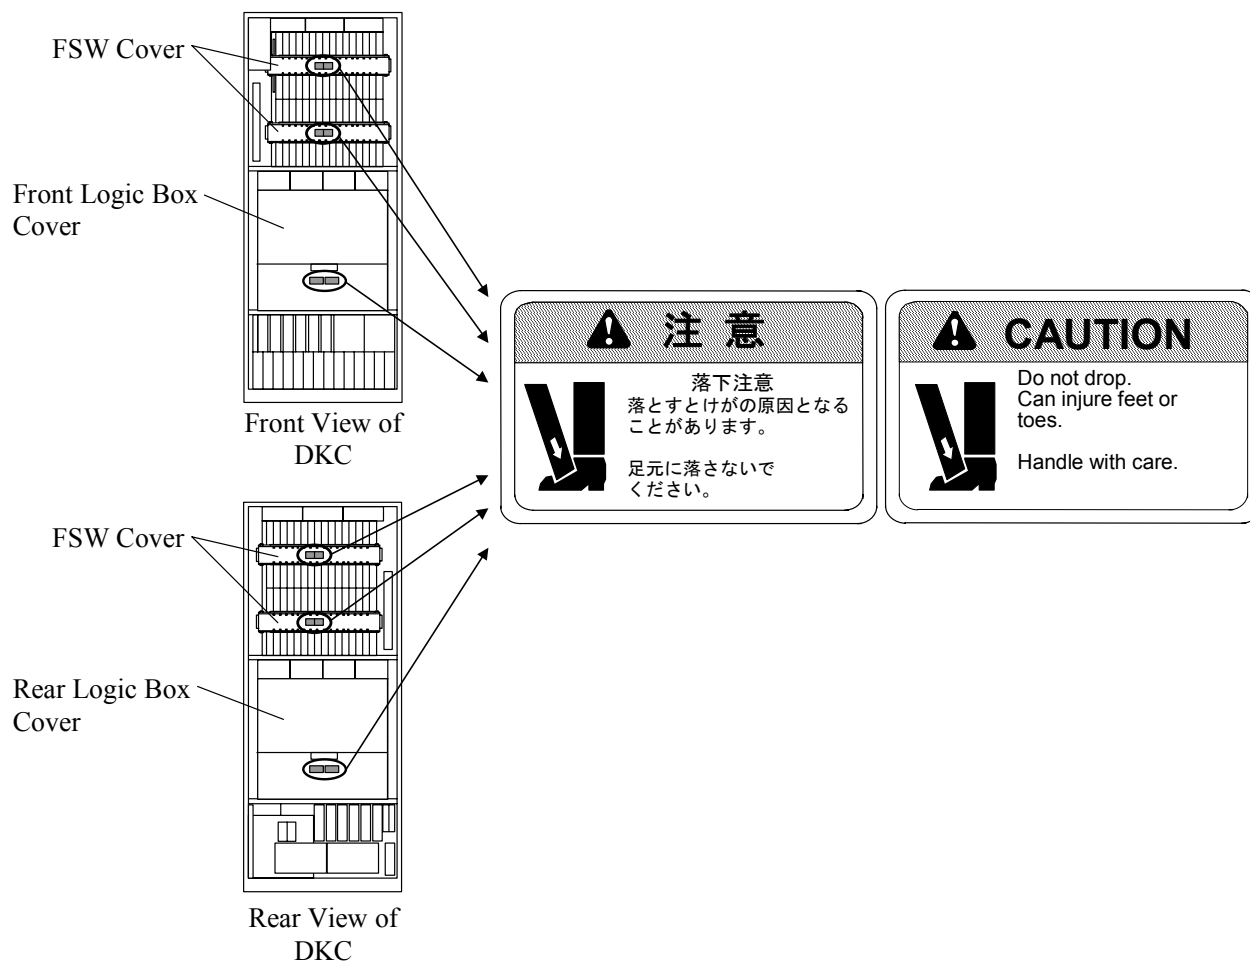 FSW Cover
Front Logic Box
Cover
Front View of
DKC
注意
落下注意
落とすとけがの原因となる
ことがあります。
足元に落さないで
ください。
CAUTION
Do not drop.
Can injure feet or
toes.
Handle with care.
FSW Cover
Rear Logic Box
Cover
Rear View of
DKC